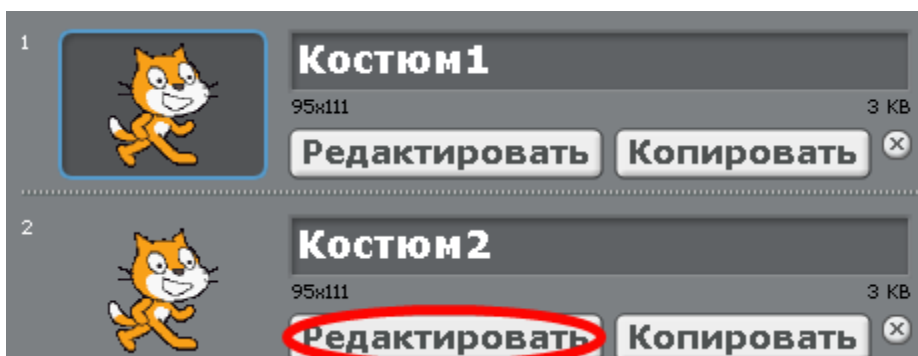 1
Костюм1
95x111 3 KB
Редактировать Копировать
2
Костюм2
95x111 3 KB
Редактировать Копировать